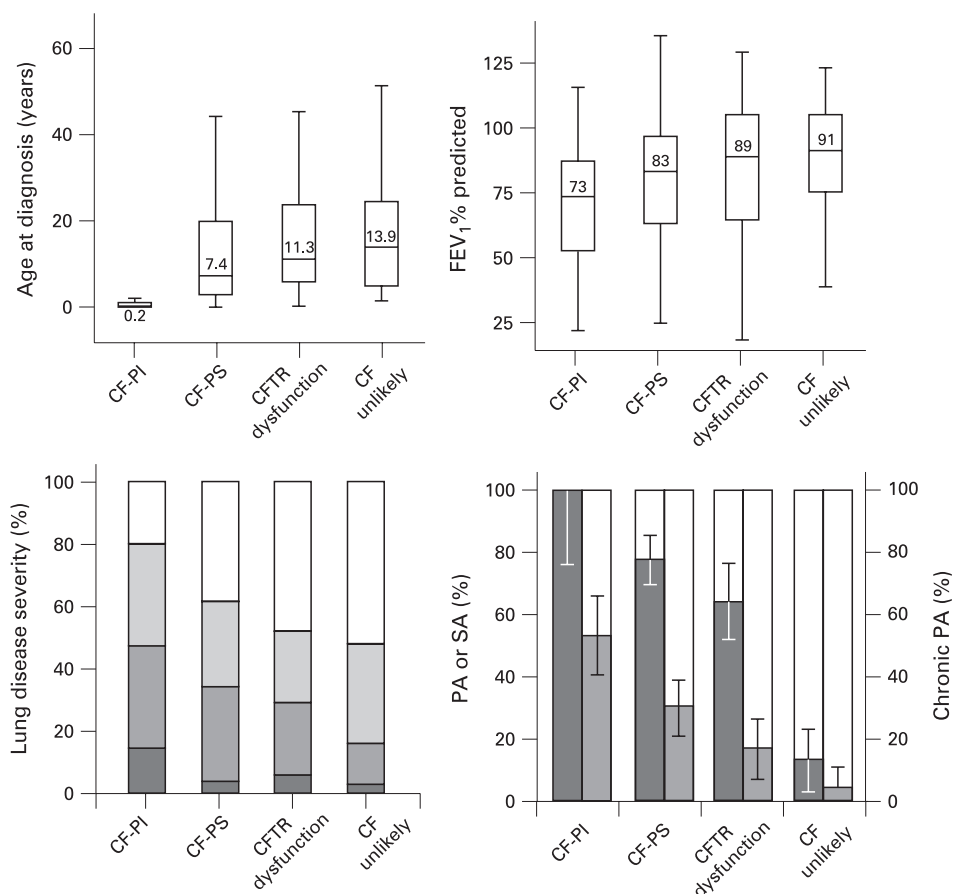 Age at diagnosis (years)
60
40
20
0
0.2
7.4
11.3
13.9
CF-PI
CF-PS
CFTR
dysfunction
CF
unlikely
FEV₁% predicted
125
100
75
50
25
73
83
89
91
CF-PI
CF-PS
CFTR
dysfunction
CF
unlikely
Lung disease severity (%)
100
80
60
40
20
0
CF-PI
CF-PS
CFTR
dysfunction
CF
unlikely
PA or SA (%)
100
80
60
40
20
0
CF-PI
CF-PS
CFTR
dysfunction
CF
unlikely
100
80
60
40
20
0
Chronic PA (%)